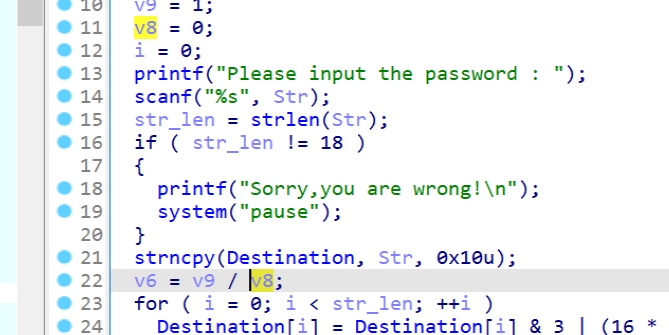 10 v9 = 1;
11 v8 = 0;
12 i = 0;
13 printf("Please input the password : ");
14 scanf("%s", Str);
15 str_len = strlen(Str);
16 if ( str_len != 18 )
17 {
18 printf("Sorry,you are wrong!\n");
19 system("pause");
20 }
21 strncpy(Destination, Str, 0x10u);
22 v6 = v9 / v8;
23 for ( i = 0; i < str_len; ++i )
24 Destination[i] = Destination[i] & 3 | (16 *